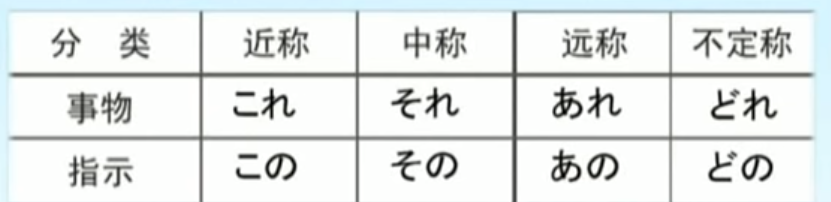 分 类 近称 中称 远称 不定称
事物 これ それ あれ どれ
指示 この その あの どの